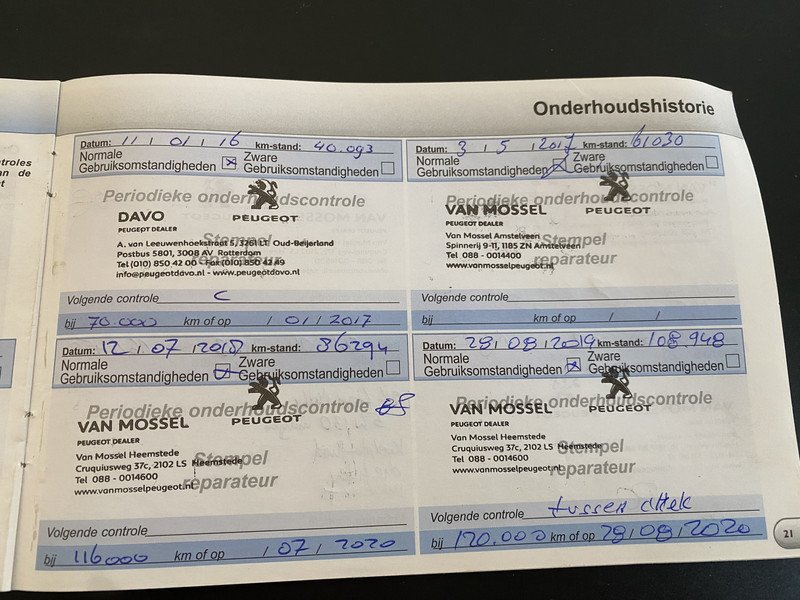 Onderhoudshistorie
Datum: 11 / 01 / 16 km-stand: 40.093
Normale
Gebruiksomstandigheden ☒ Zware
Gebruiksomstandigheden ☐
Periodieke onderhoudscontrole
DAVO
PEUGEOT DEALER
PEUGEOT
A. van Leeuwenhoekstraat 5, 3261 LT Oud-Beijerland
Postbus 5801, 3008 AV Rotterdam
Tel (010) 850 42 00 - Fax (010) 850 42 49
info@peugeotdavo.nl - www.peugeotdavo.nl
Stempel
reparateur
Volgende controle C
bij 70.000 km of op / 01 / 2017
Datum: 3 / 5 / 2017 km-stand: 61030
Normale
Gebruiksomstandigheden ☒ Zware
Gebruiksomstandigheden ☐
Periodieke onderhoudscontrole
VAN MOSSEL
PEUGEOT DEALER
PEUGEOT
Van Mossel Amstelveen
Spinnerij 9-11, 1185 ZN Amstelveen
Tel 088 - 0014400
www.vanmosselpeugeot.nl
Stempel
reparateur
Volgende controle
bij km of op / /
Datum: 12 / 07 / 2018 km-stand: 86294
Normale
Gebruiksomstandigheden ☒ Zware
Gebruiksomstandigheden ☐
Periodieke onderhoudscontrole
VAN MOSSEL
PEUGEOT DEALER
PEUGEOT
Van Mossel Heemstede
Cruquiusweg 37c, 2102 LS Heemstede
Tel 088 - 0014600
www.vanmosselpeugeot.nl
Stempel
reparateur
Volgende controle
bij 116000 km of op / 07 / 2020
Datum: 28 / 08 / 2019 km-stand: 108 948
Normale
Gebruiksomstandigheden ☒ Zware
Gebruiksomstandigheden ☐
Periodieke onderhoudscontrole
VAN MOSSEL
PEUGEOT DEALER
PEUGEOT
Van Mossel Heemstede
Cruquiusweg 37c, 2102 LS Heemstede
Tel 088 - 0014600
www.vanmosselpeugeot.nl
Stempel
reparateur
Volgende controle tussen
bij 120.000 km of op 28 / 08 / 2020
21